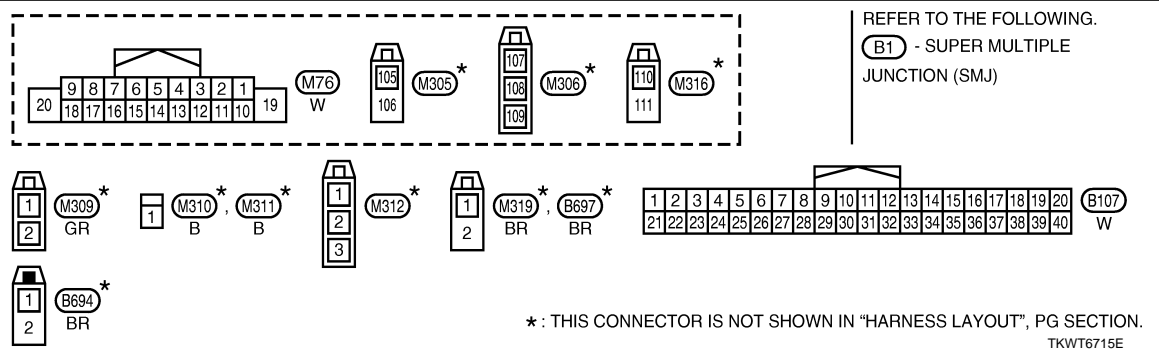 REFER TO THE FOLLOWING.
B1 - SUPER MULTIPLE
JUNCTION (SMJ)
9 8 7 6 5 4 3 2 1
20 19
18 17 16 15 14 13 12 11 10
M76
W
105
106
M305 *
107
108
109
M306 *
110
111
M316 *
1
2
M309 *
GR
1
M310 * , M311 *
B B
1
2
3
M312 *
1
2
M319 * , B697 *
BR BR
1 2 3 4 5 6 7 8 9 10 11 12 13 14 15 16 17 18 19 20
21 22 23 24 25 26 27 28 29 30 31 32 33 34 35 36 37 38 39 40
B107
W
1
2
B694 *
BR
* : THIS CONNECTOR IS NOT SHOWN IN “HARNESS LAYOUT”, PG SECTION.
TKWT6715E